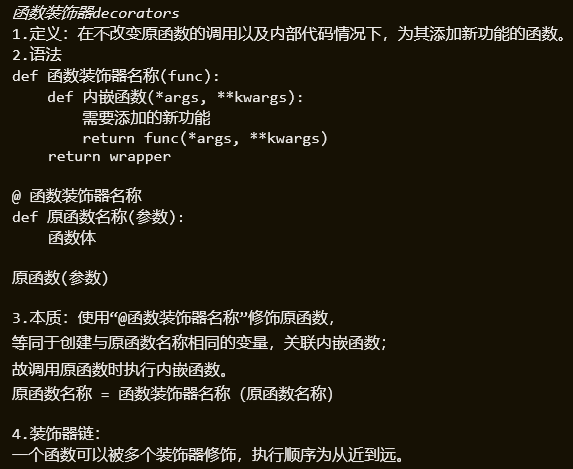 函数装饰器decorators
1.定义：在不改变原函数的调用以及内部代码情况下，为其添加新功能的函数。
2.语法
def 函数装饰器名称(func):
    def 内嵌函数(*args, **kwargs):
        需要添加的新功能
        return func(*args, **kwargs)
    return wrapper
@ 函数装饰器名称
def 原函数名称(参数):
    函数体
原函数(参数)
3.本质：使用“@函数装饰器名称”修饰原函数，
等同于创建与原函数名称相同的变量，关联内嵌函数；
故调用原函数时执行内嵌函数。
原函数名称 = 函数装饰器名称（原函数名称）
4.装饰器链：
一个函数可以被多个装饰器修饰，执行顺序为从近到远。